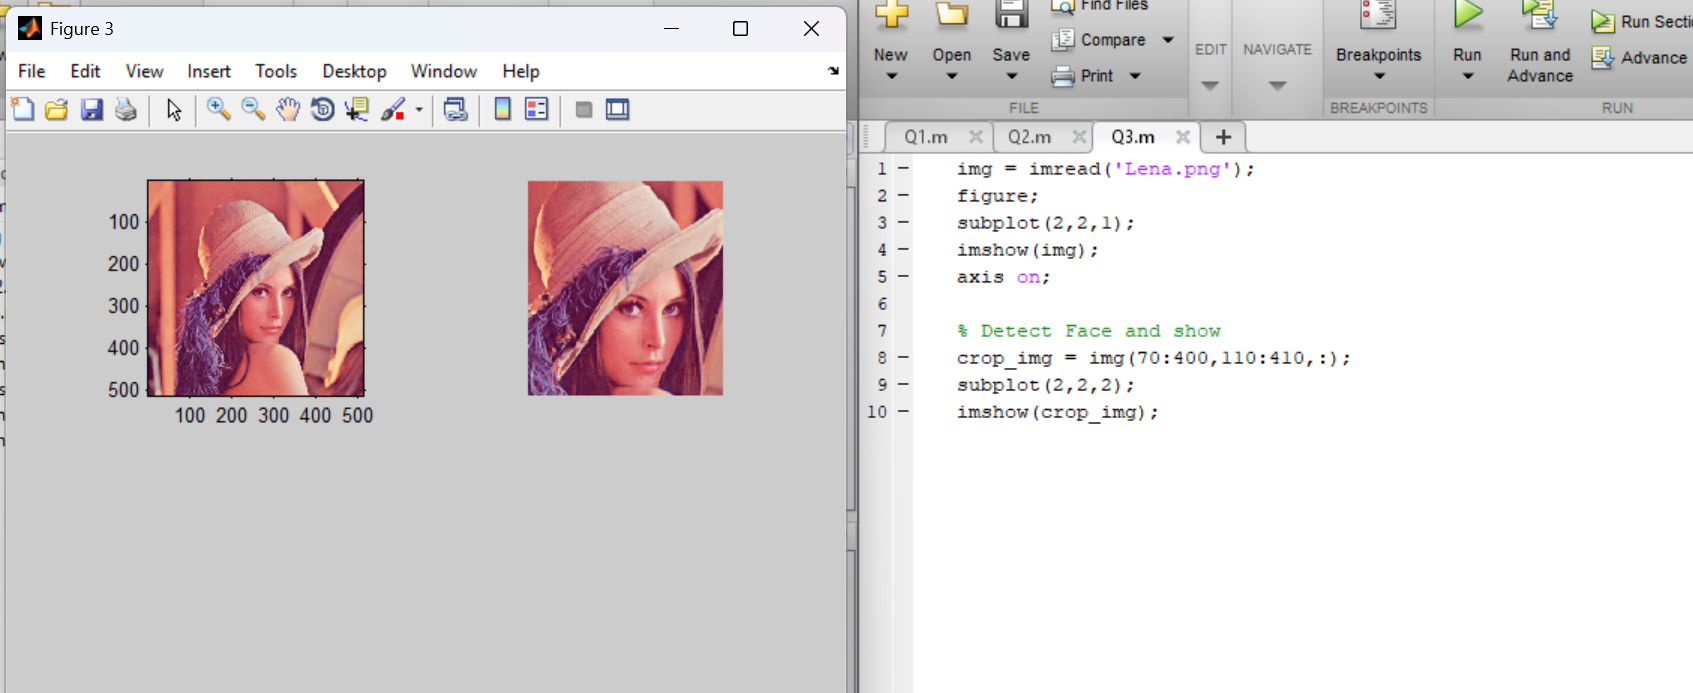 Figure 3
File Edit View Insert Tools Desktop Window Help
100
200
300
400
500
100 200 300 400 500
Find Files
New Open Save Compare Print
EDIT NAVIGATE
Breakpoints
Run Run and Advance
Advance
FILE BREAKPOINTS RUN
Q1.m Q2.m Q3.m
1 img = imread('Lena.png');
2 figure;
3 subplot(2,2,1);
4 imshow(img);
5 axis on;
6
7 % Detect Face and show
8 crop_img = img(70:400,110:410,:);
9 subplot(2,2,2);
10 imshow(crop_img);